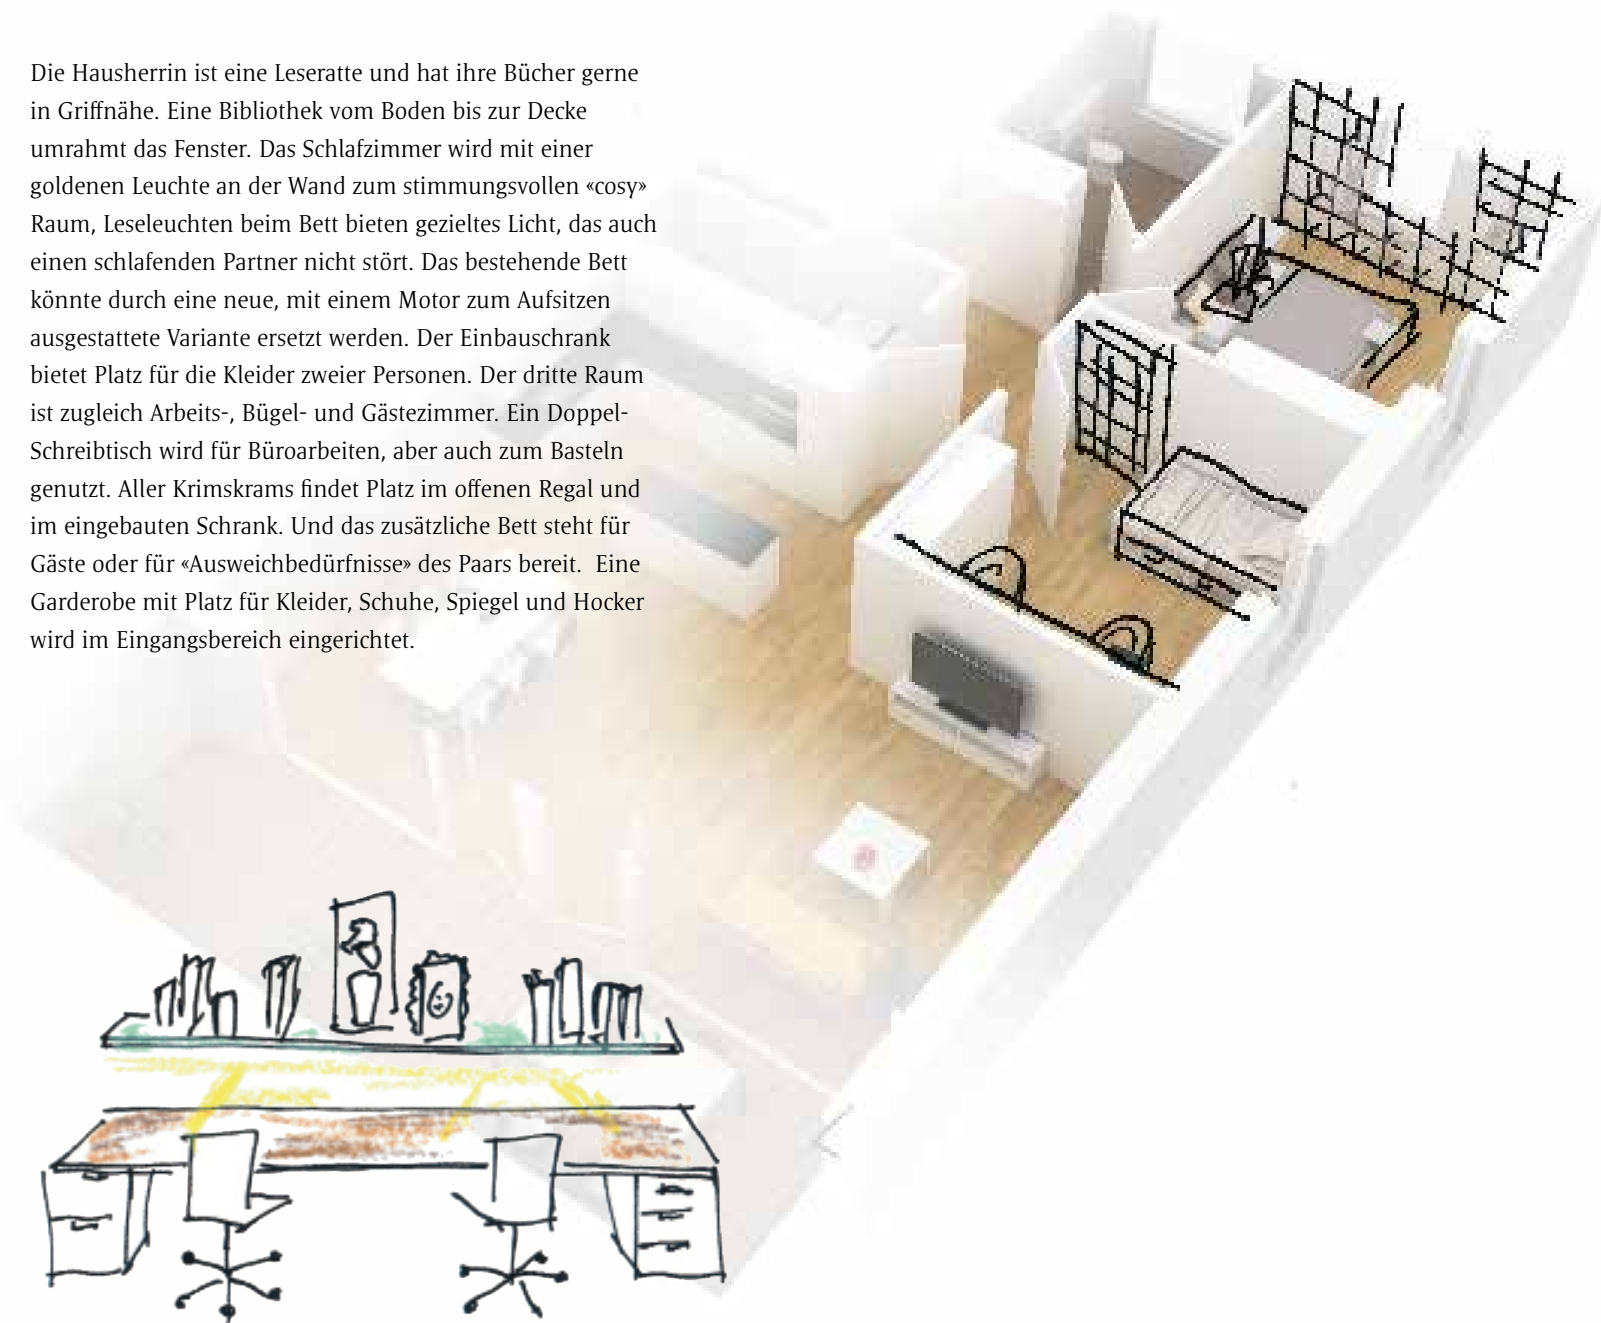 Die Hausherrin ist eine Leseratte und hat ihre Bücher gerne
in Griffnähe. Eine Bibliothek vom Boden bis zur Decke
umrahmt das Fenster. Das Schlafzimmer wird mit einer
goldenen Leuchte an der Wand zum stimmungsvollen «cosy»
Raum, Leseleuchten beim Bett bieten gezieltes Licht, das auch
einen schlafenden Partner nicht stört. Das bestehende Bett
könnte durch eine neue, mit einem Motor zum Aufsitzen
ausgestattete Variante ersetzt werden. Der Einbauschrank
bietet Platz für die Kleider zweier Personen. Der dritte Raum
ist zugleich Arbeits-, Bügel- und Gästezimmer. Ein Doppel-
Schreibtisch wird für Büroarbeiten, aber auch zum Basteln
genutzt. Aller Krimskrams findet Platz im offenen Regal und
im eingebauten Schrank. Und das zusätzliche Bett steht für
Gäste oder für «Ausweichbedürfnisse» des Paars bereit.  Eine
Garderobe mit Platz für Kleider, Schuhe, Spiegel und Hocker
wird im Eingangsbereich eingerichtet.